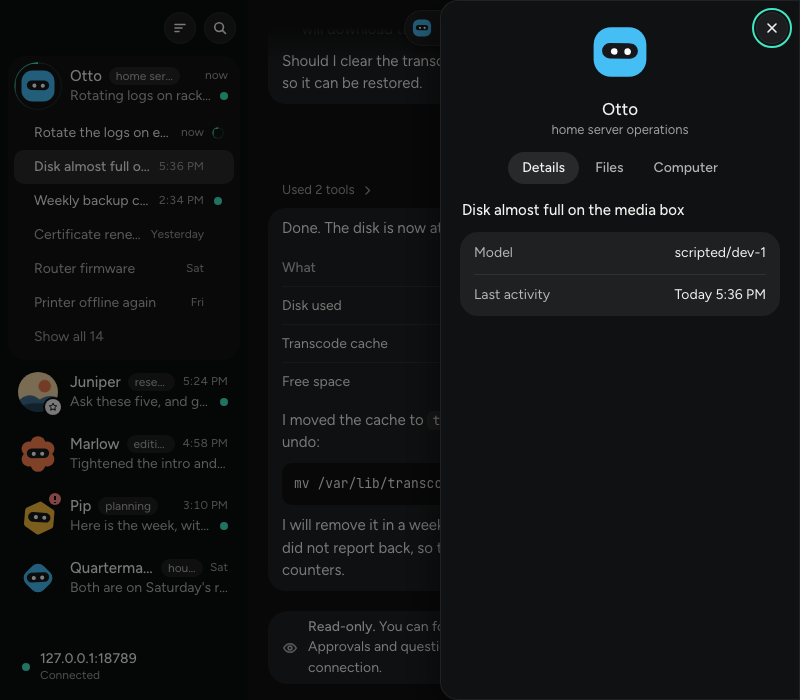 Otto
home ser...
now
Rotating logs on rack...
Rotate the logs on e...
now
Disk almost full o...
5:36 PM
Weekly backup c...
2:34 PM
Certificate rene...
Yesterday
Router firmware
Sat
Printer offline again
Fri
Show all 14
Juniper
rese...
5:24 PM
Ask these five, and g...
Marlow
editi...
4:58 PM
Tightened the intro and...
Pip
planning
3:10 PM
Here is the week, wit...
Quarterma...
hou...
Sat
Both are on Saturday's r...
127.0.0.1:18789
Connected
Should I clear the transc
so it can be restored.
Used 2 tools
Done. The disk is now at
What
Disk used
Transcode cache
Free space
I moved the cache to
undo:
mv /var/lib/transco
I will remove it in a week
did not report back, so t
counters.
Read-only. You can fo
Approvals and questi
connection.
Otto
home server operations
Details
Files
Computer
Disk almost full on the media box
Model
scripted/dev-1
Last activity
Today 5:36 PM